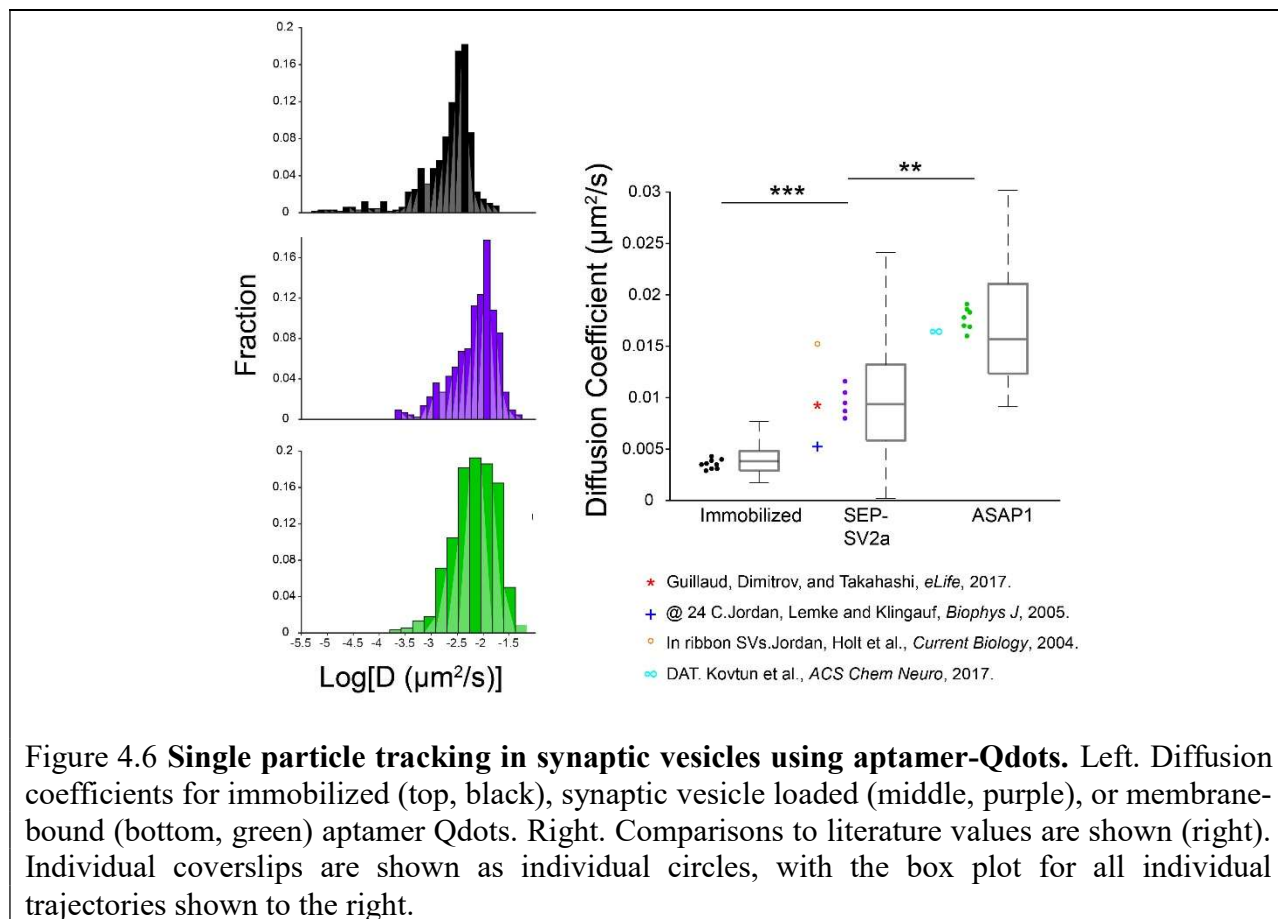 0.2
0.16
0.12
0.08
0.04
0
0.16
0.12
0.08
0.04
0
0.2
0.16
0.12
0.08
0.04
0
Fraction
-5.5 -5 -4.5 -4 -3.5 -3 -2.5 -2 -1.5
Log[D (µm²/s)]
Diffusion Coefficient (µm²/s)
*** **
0.03
0.025
0.02
0.015
0.01
0.005
0
Immobilized SEP- ASAP1
SV2a
* Guillaud, Dimitrov, and Takahashi, eLife, 2017.
+ @ 24 C.Jordan, Lemke and Klingauf, Biophys J, 2005.
○ In ribbon SVs.Jordan, Holt et al., Current Biology, 2004.
∞ DAT. Kovtun et al., ACS Chem Neuro, 2017.
Figure 4.6 Single particle tracking in synaptic vesicles using aptamer-Qdots. Left. Diffusion
coefficients for immobilized (top, black), synaptic vesicle loaded (middle, purple), or membrane-
bound (bottom, green) aptamer Qdots. Right. Comparisons to literature values are shown (right).
Individual coverslips are shown as individual circles, with the box plot for all individual
trajectories shown to the right.